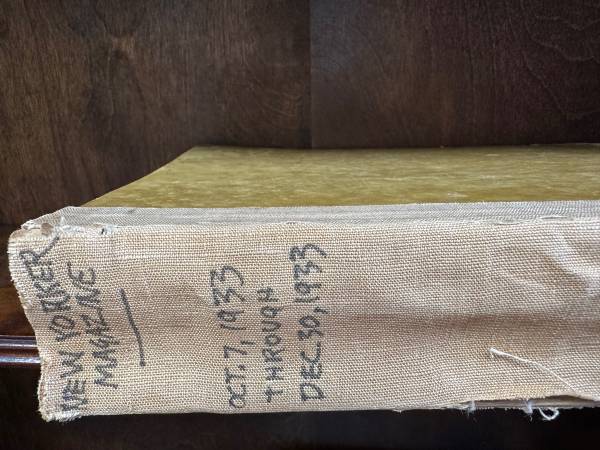 NEW YORKER
MAGAZINE
OCT. 7, 1933
THROUGH
DEC. 30, 1933